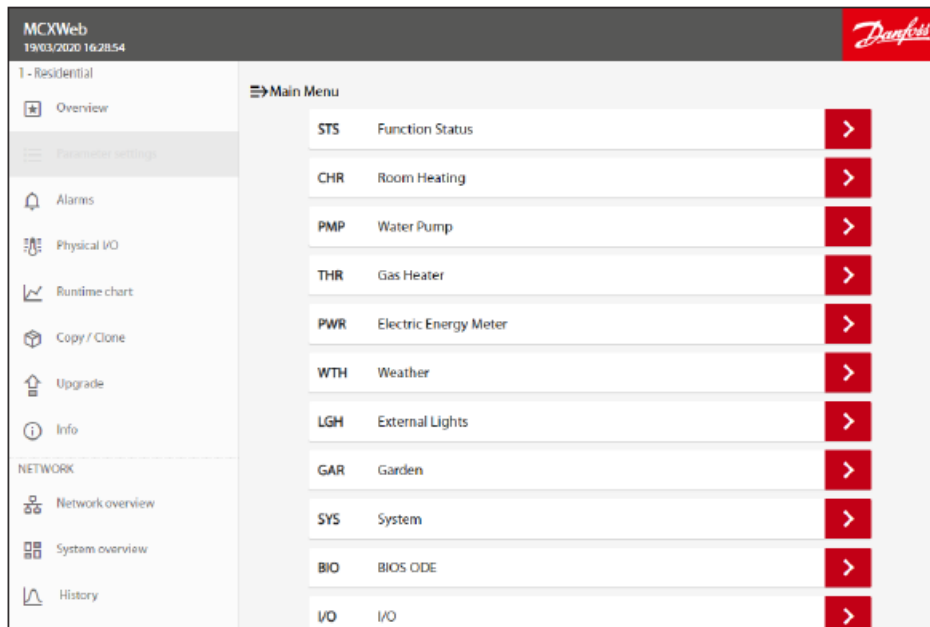 MCXWeb
19/03/2020 16:28:54
Danfoss
1 - Residential
Overview
Parameter settings
Alarms
Physical I/O
Runtime chart
Copy / Clone
Upgrade
Info
NETWORK
Network overview
System overview
History
Main Menu
STS Function Status
CHR Room Heating
PMP Water Pump
THR Gas Heater
PWR Electric Energy Meter
WTH Weather
LGH External Lights
GAR Garden
SYS System
BIO BIOS ODE
I/O I/O